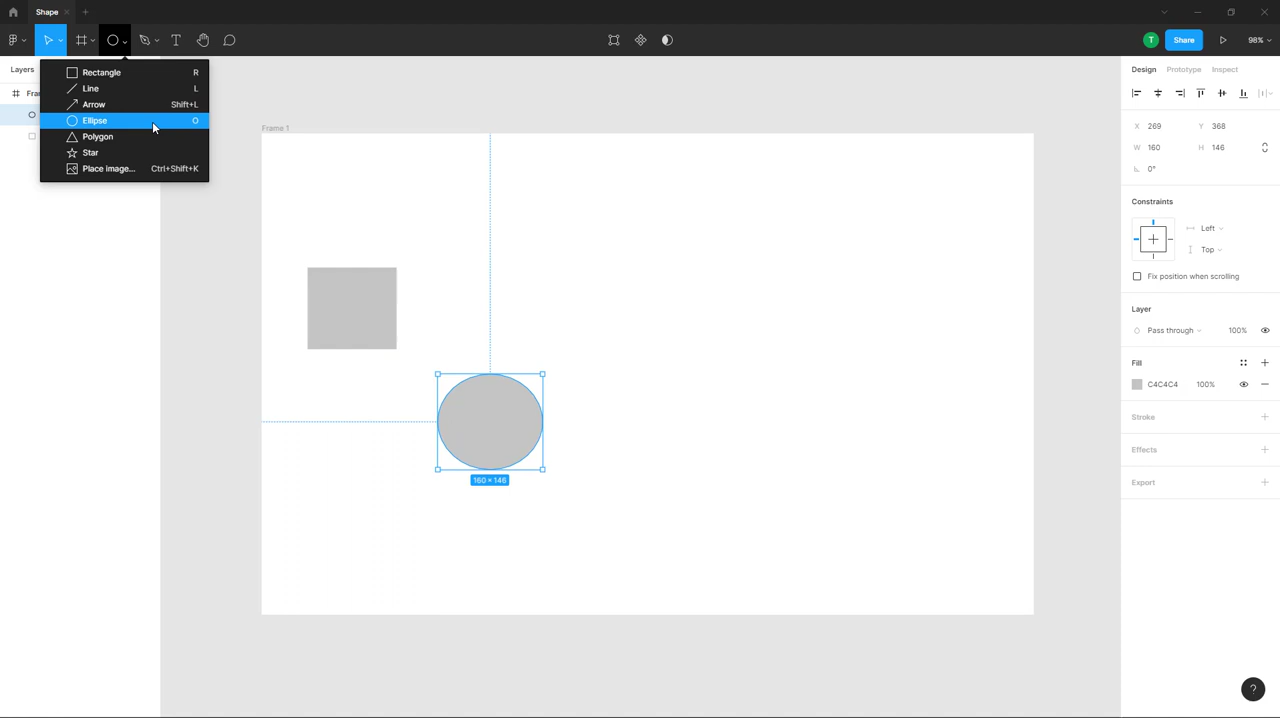 Shape
T
Share
98%
Layers
Rectangle R
Line L
Arrow Shift+L
Ellipse O
Polygon
Star
Place image... Ctrl+Shift+K
Frame 1
160 × 146
Design Prototype Inspect
X 269 Y 368
W 160 H 146
0°
Constraints
Left
Top
Fix position when scrolling
Layer
Pass through 100%
Fill
C4C4C4 100%
Stroke
Effects
Export
?